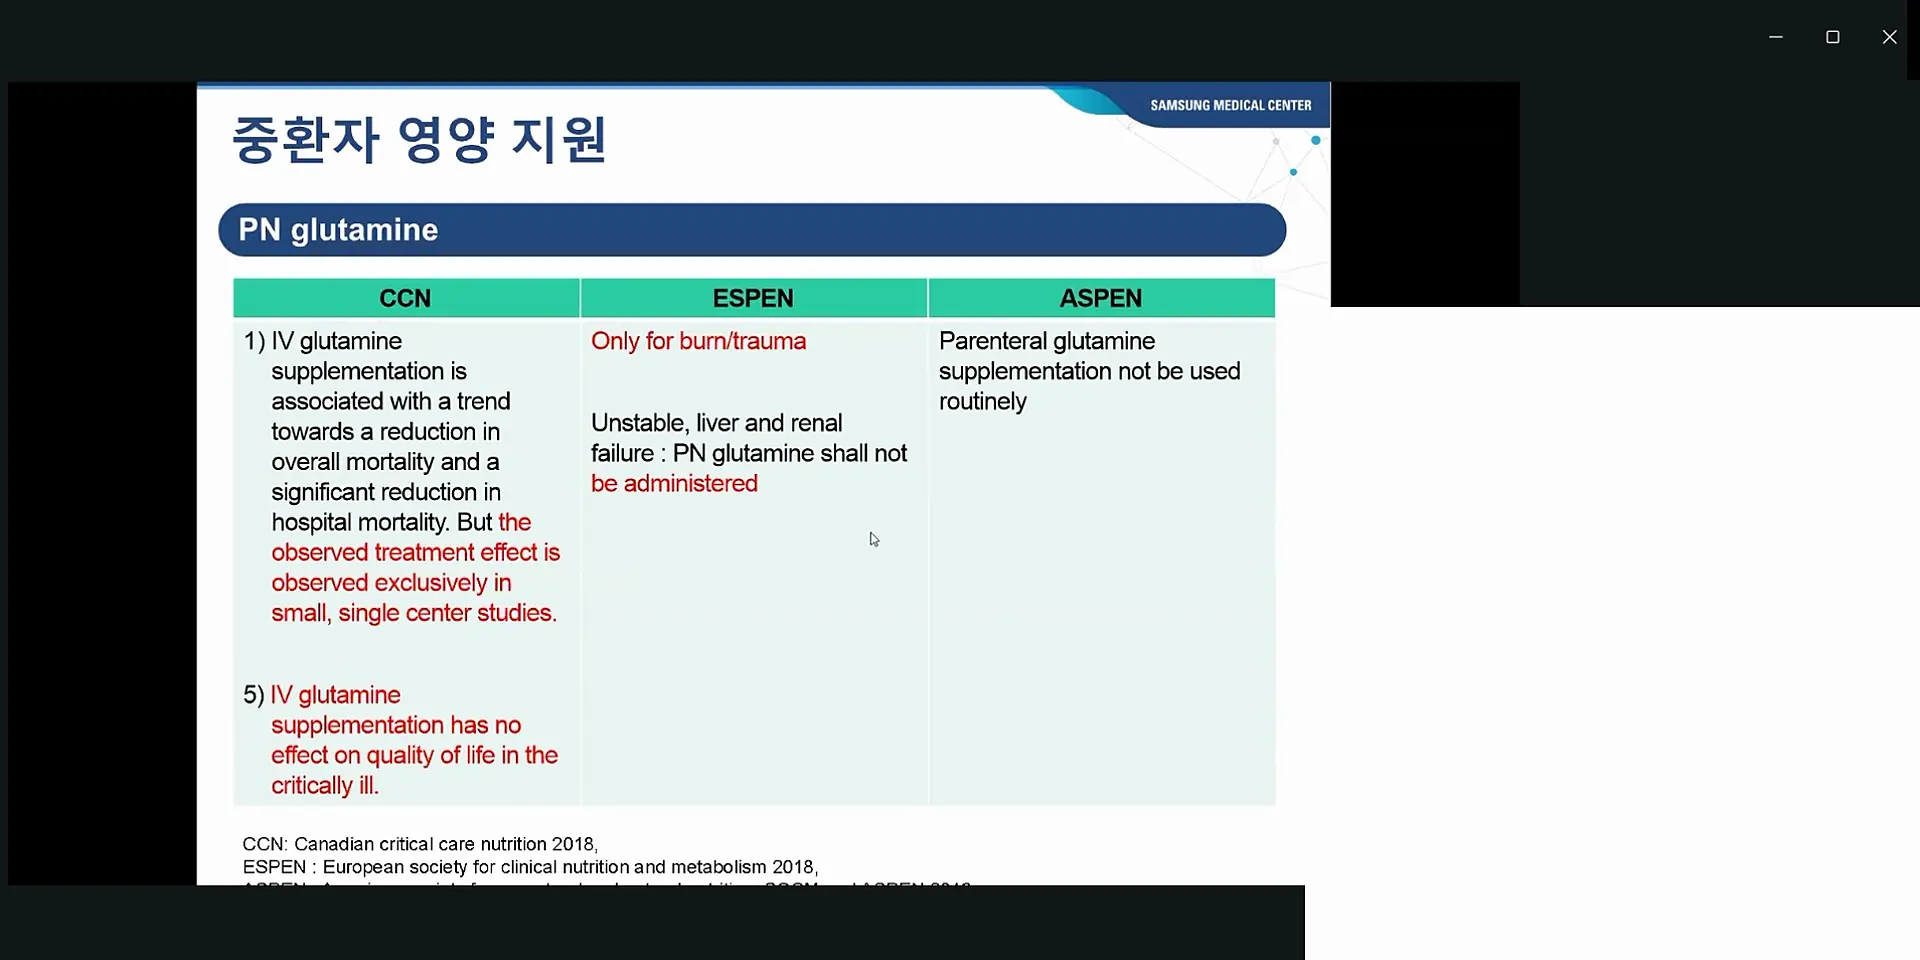 SAMSUNG MEDICAL CENTER
중환자 영양 지원
PN glutamine
CCN
1) IV glutamine
supplementation is
associated with a trend
towards a reduction in
overall mortality and a
significant reduction in
hospital mortality. But the
observed treatment effect is
observed exclusively in
small, single center studies.
5) IV glutamine
supplementation has no
effect on quality of life in the
critically ill.
ESPEN
Only for burn/trauma
Unstable, liver and renal
failure : PN glutamine shall not
be administered
ASPEN
Parenteral glutamine
supplementation not be used
routinely
CCN: Canadian critical care nutrition 2018,
ESPEN : European society for clinical nutrition and metabolism 2018,